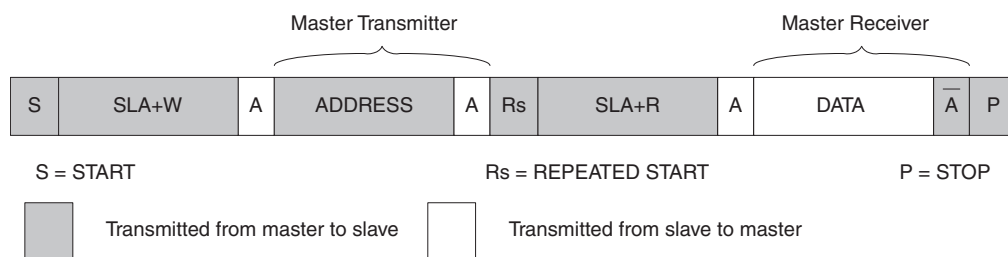 Master Transmitter Master Receiver
S SLA+W A ADDRESS A Rs SLA+R A DATA A̅ P
S = START Rs = REPEATED START P = STOP
Transmitted from master to slave Transmitted from slave to master